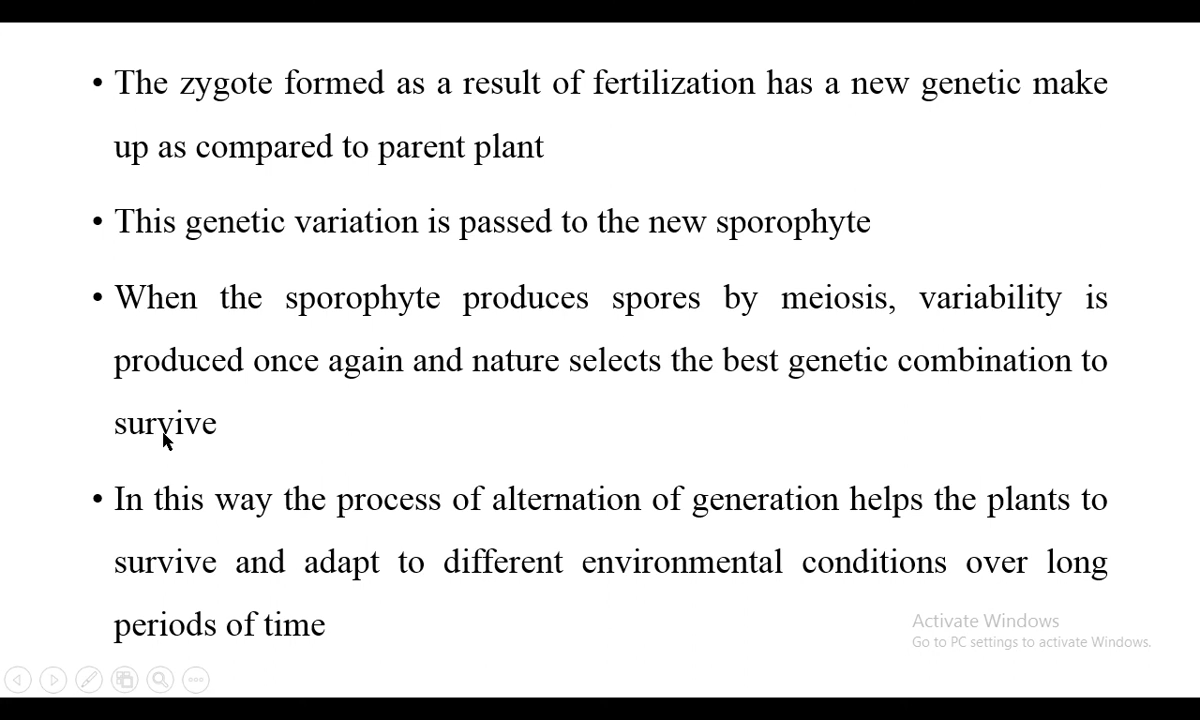 • The zygote formed as a result of fertilization has a new genetic make
up as compared to parent plant
• This genetic variation is passed to the new sporophyte
• When the sporophyte produces spores by meiosis, variability is
produced once again and nature selects the best genetic combination to
survive
• In this way the process of alternation of generation helps the plants to
survive and adapt to different environmental conditions over long
periods of time
Activate Windows
Go to PC settings to activate Windows.